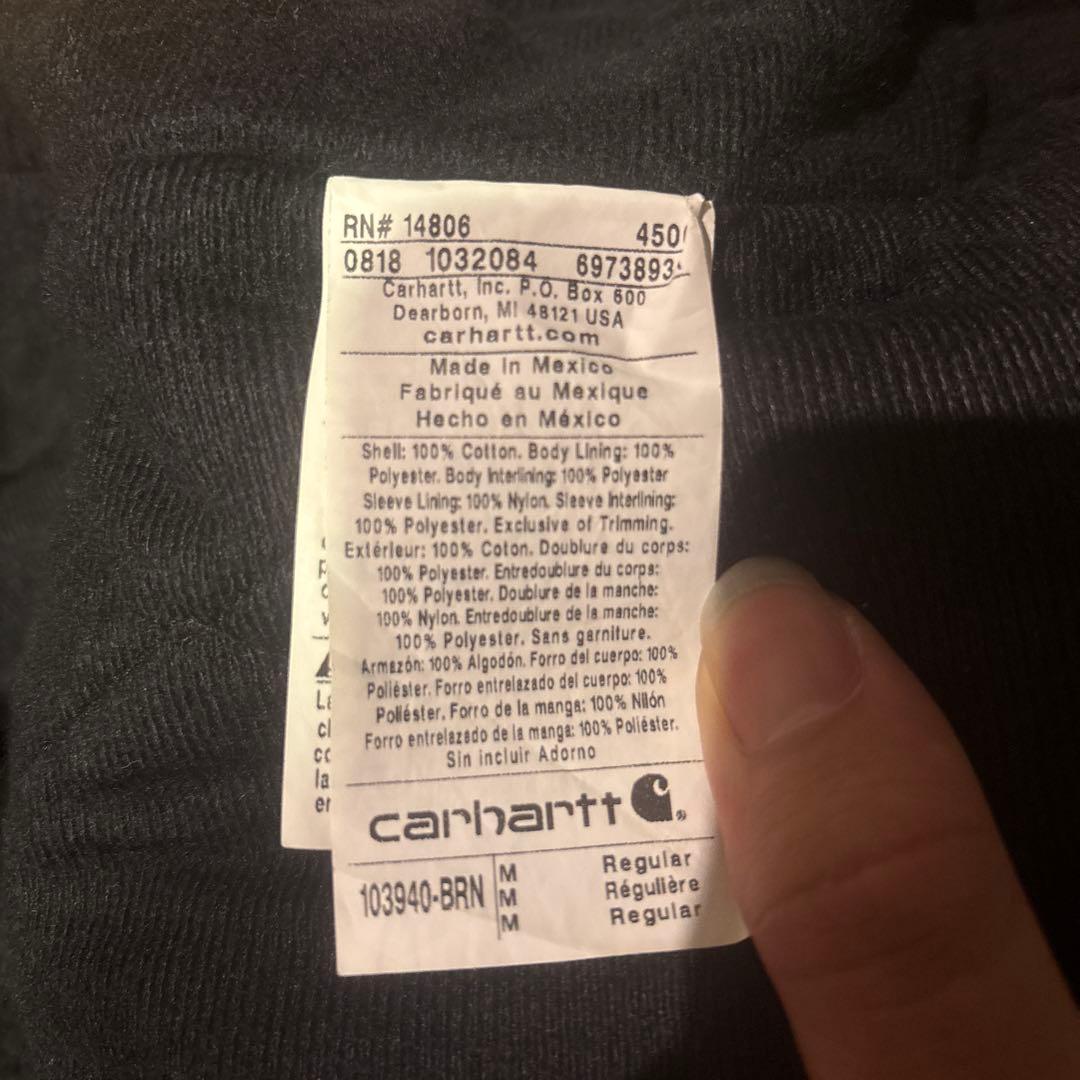 RN# 14806 450
0818 1032084 6973893
Carhartt, Inc. P.O. Box 600
Dearborn, MI 48121 USA
carhartt.com
Made in Mexico
Fabriqué au Mexique
Hecho en México
Shell: 100% Cotton. Body Lining: 100%
Polyester. Body Interlining: 100% Polyester
Sleeve Lining: 100% Nylon. Sleeve Interlining:
100% Polyester. Exclusive of Trimming.
Extérieur: 100% Coton. Doublure du corps:
100% Polyester. Entredoublure du corps:
100% Polyester. Doublure de la manche:
100% Nylon. Entredoublure de la manche:
100% Polyester. Sans garniture.
Armazón: 100% Algodón. Forro del cuerpo: 100%
Poliéster. Forro entrelazado del cuerpo: 100%
Poliéster. Forro de la manga: 100% Nilón
Forro entrelazado de la manga: 100% Poliéster.
Sin incluir Adorno
carhartt
103940-BRN
M Regular
M Régulière
M Regular